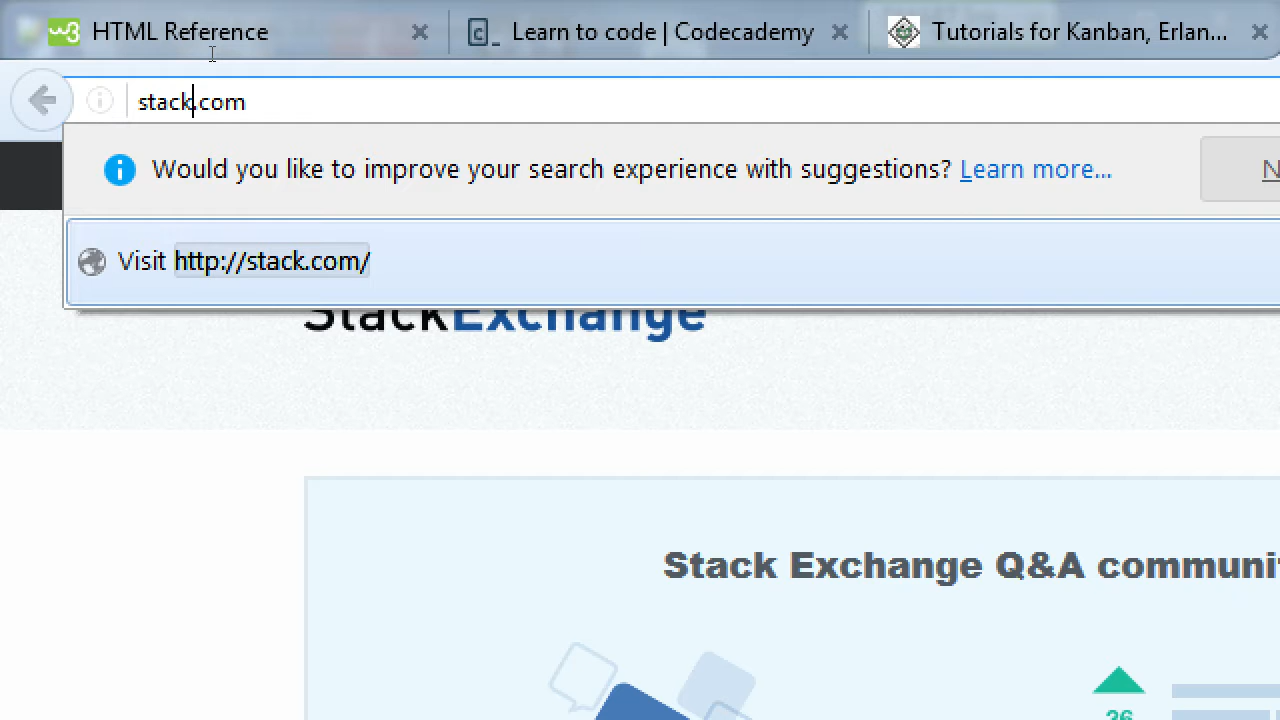 HTML Reference
Learn to code | Codecademy
Tutorials for Kanban, Erlan...
stack.com
Would you like to improve your search experience with suggestions? Learn more...
Visit http://stack.com/
StackExchange
Stack Exchange Q&A communi
26